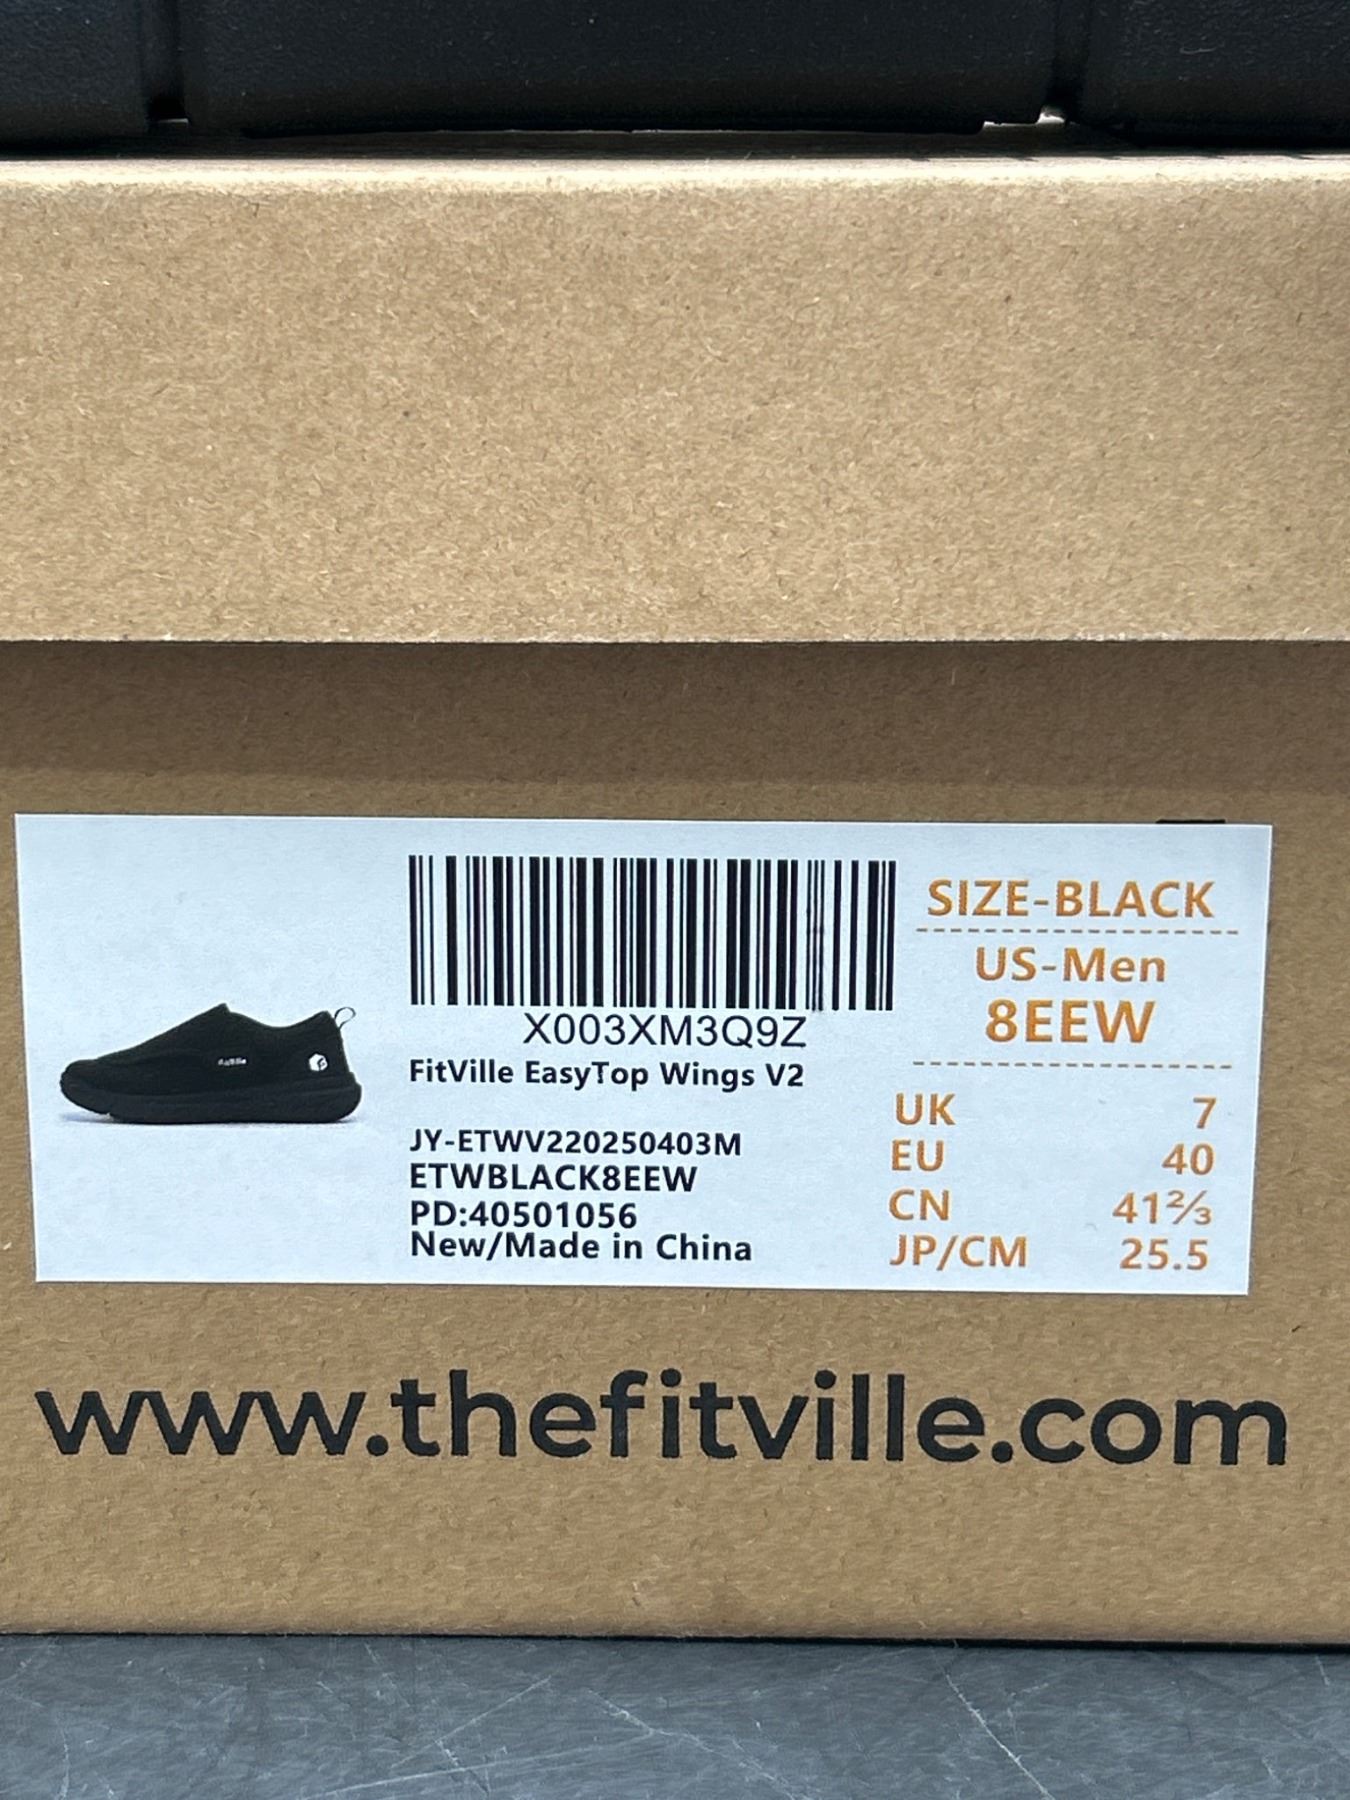 X003XM3Q9Z
FitVille EasyTop Wings V2
JY-ETWV220250403M
ETWBLACK8EEW
PD:40501056
New/Made in China
SIZE-BLACK
US-Men
8EEW
UK 7
EU 40
CN 41⅔
JP/CM 25.5
FitVille
www.thefitville.com